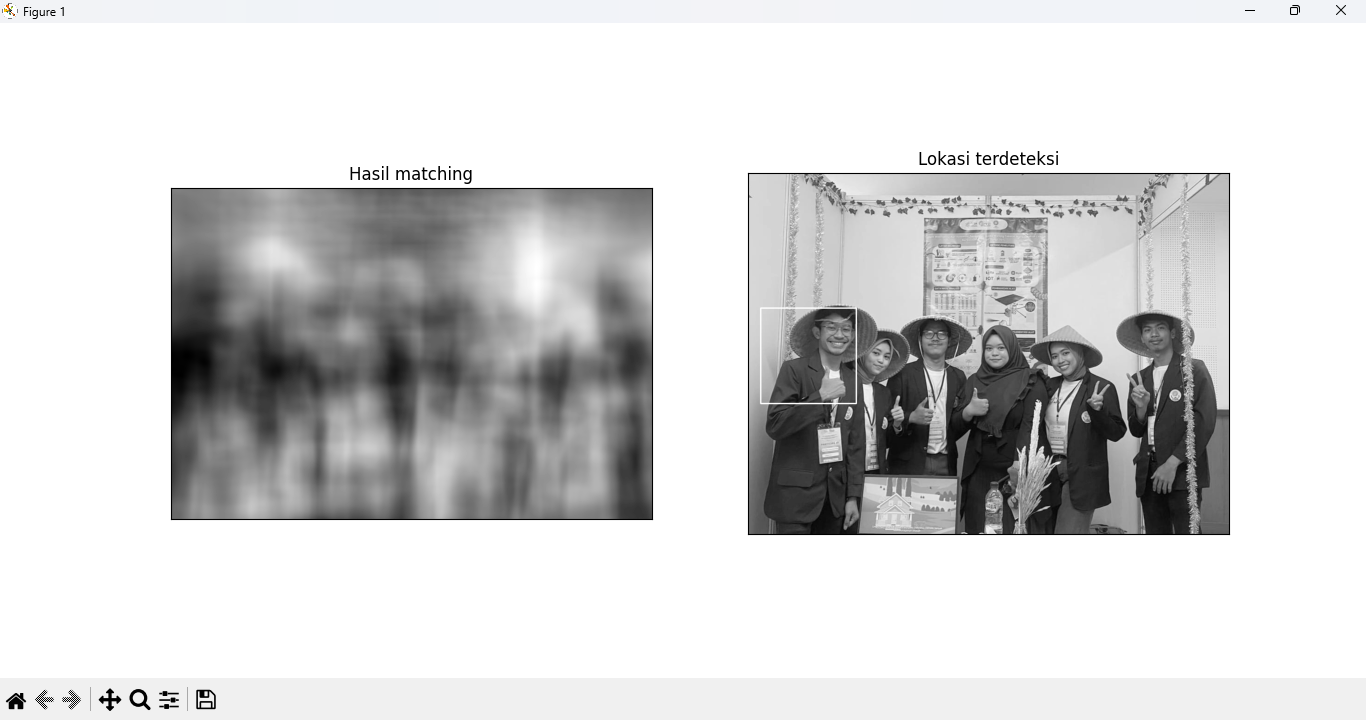 Figure 1
Hasil matching
Lokasi terdeteksi